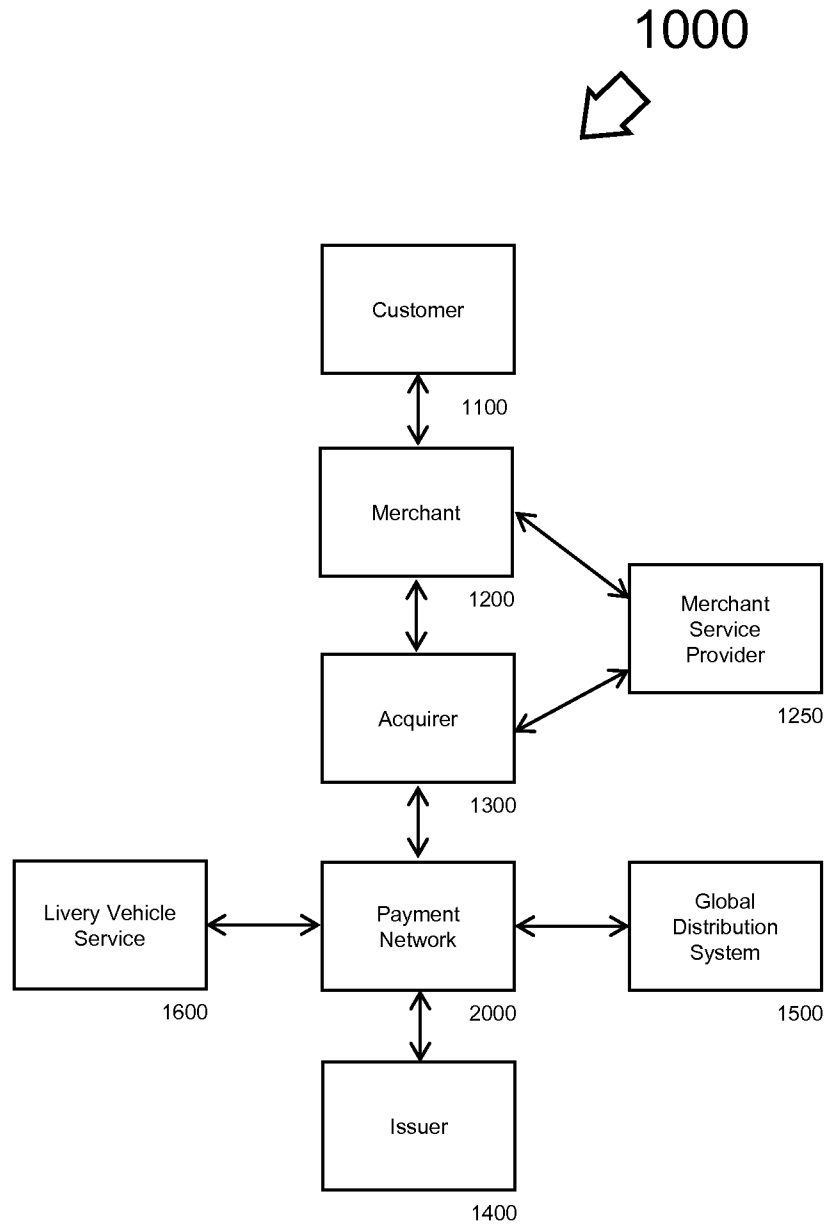 1000
Customer
1100
Merchant
1200
Merchant
Service
Provider
1250
Acquirer
1300
Livery Vehicle
Service
1600
Payment
Network
2000
Global
Distribution
System
1500
Issuer
1400